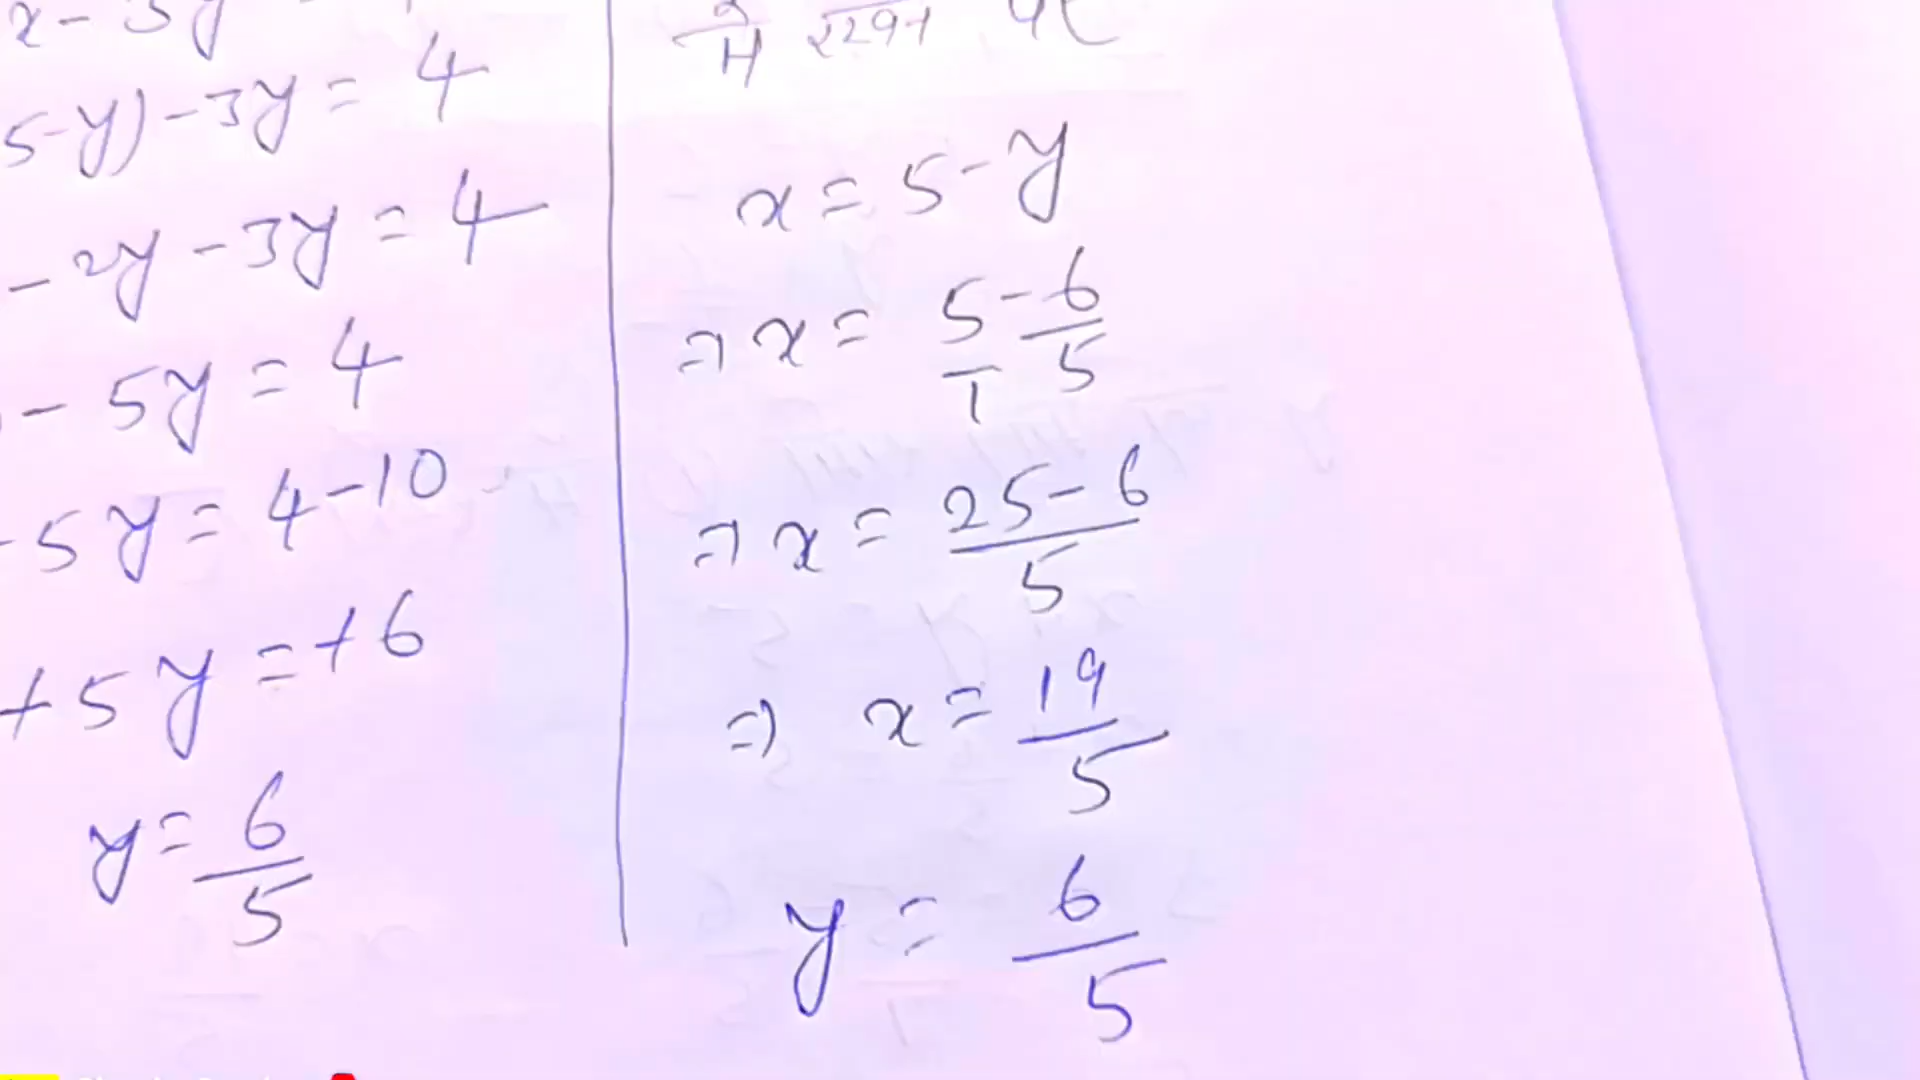 x - 3y
5-y) - 3y = 4
- 2y - 3y = 4
- 5y = 4
- 5y = 4 - 10
+ 5y = + 6
y = 6/5
x = 5 - y
⇒ x = 5/1 - 6/5
⇒ x = 25 - 6/5
⇒ x = 19/5
y = 6/5